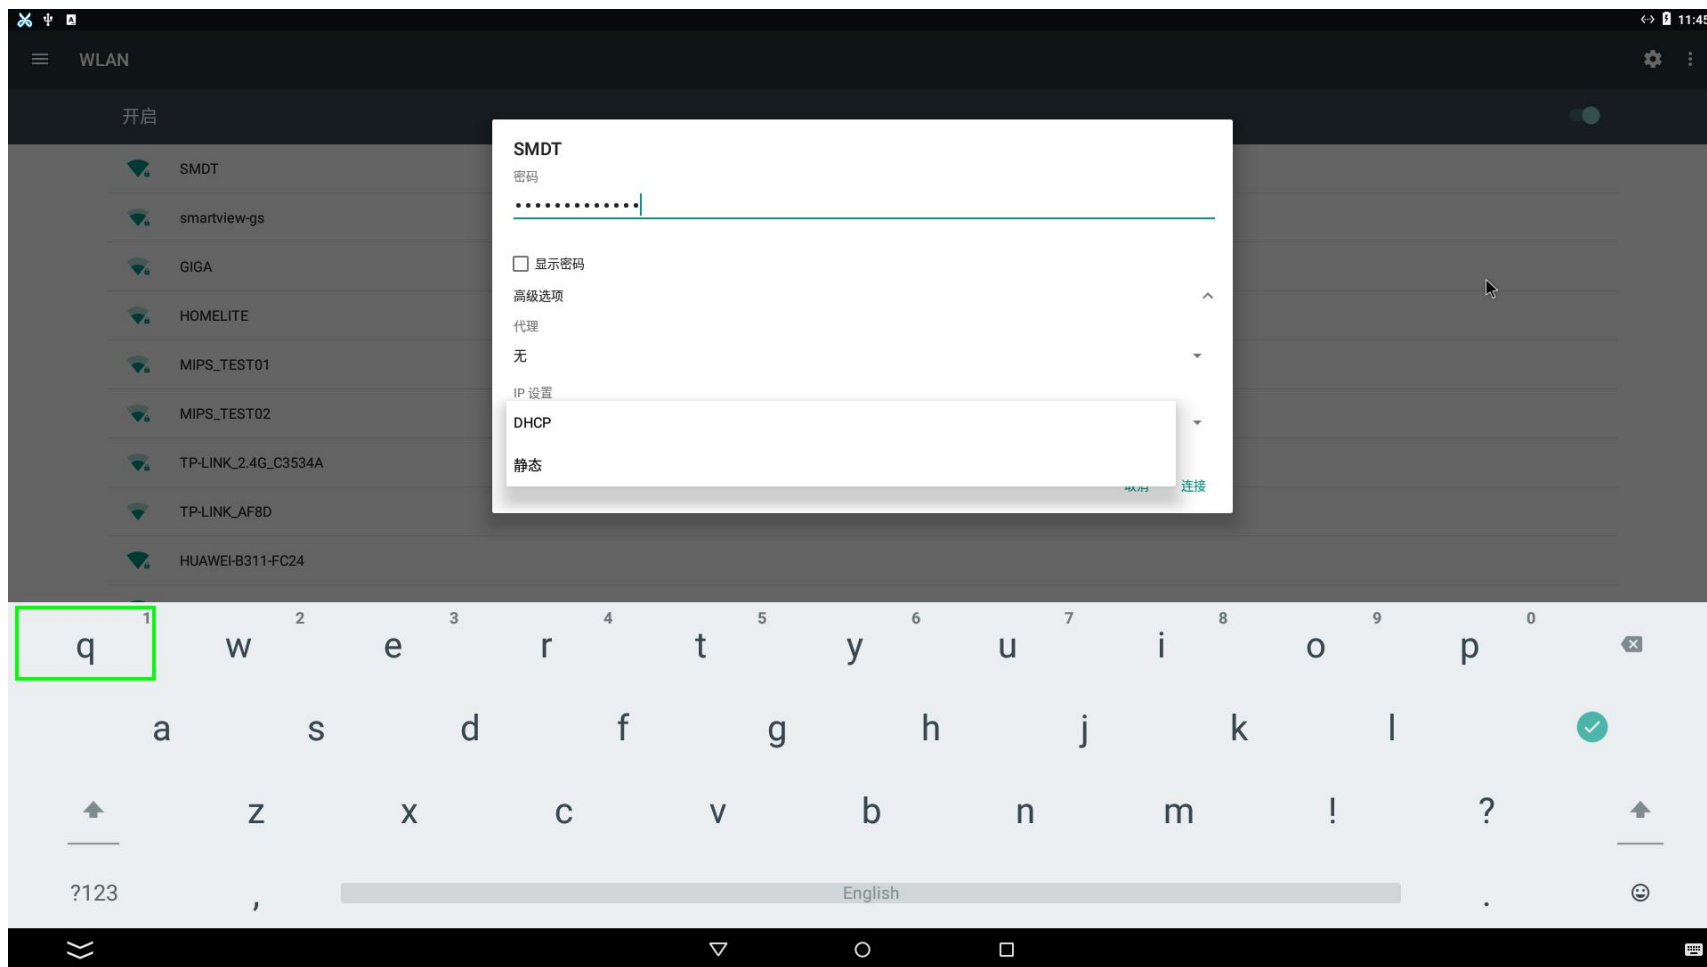 11:45
WLAN
开启
SMDT
smartview-gs
GIGA
HOMELITE
MIPS_TEST01
MIPS_TEST02
TP-LINK_2.4G_C3534A
TP-LINK_AF8D
HUAWEI-B311-FC24
SMDT
密码
•••••••••••••
显示密码
高级选项
代理
无
IP 设置
DHCP
静态
取消 连接
1 2 3 4 5 6 7 8 9 0
q w e r t y u i o p
a s d f g h j k l
z x c v b n m ! ?
?123 , English .